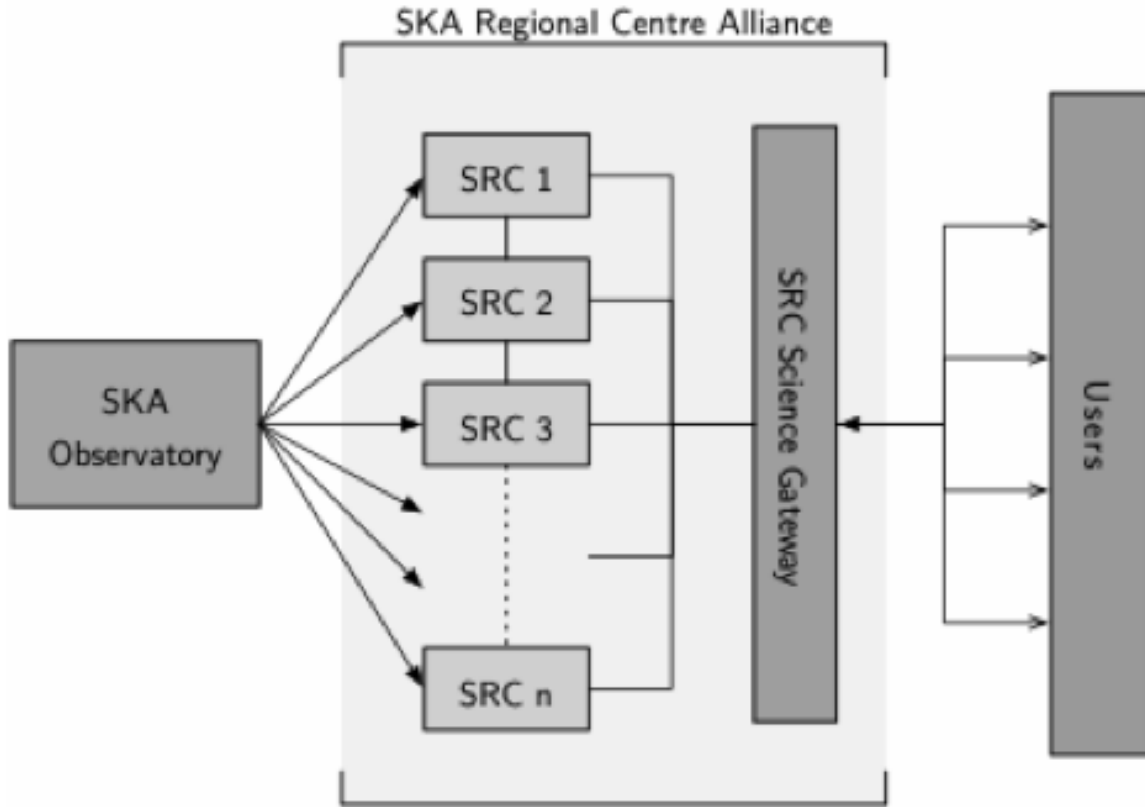 SKA Regional Centre Alliance
SKA
Observatory
SRC 1
SRC 2
SRC 3
SRC n
SRC Science Gateway
Users